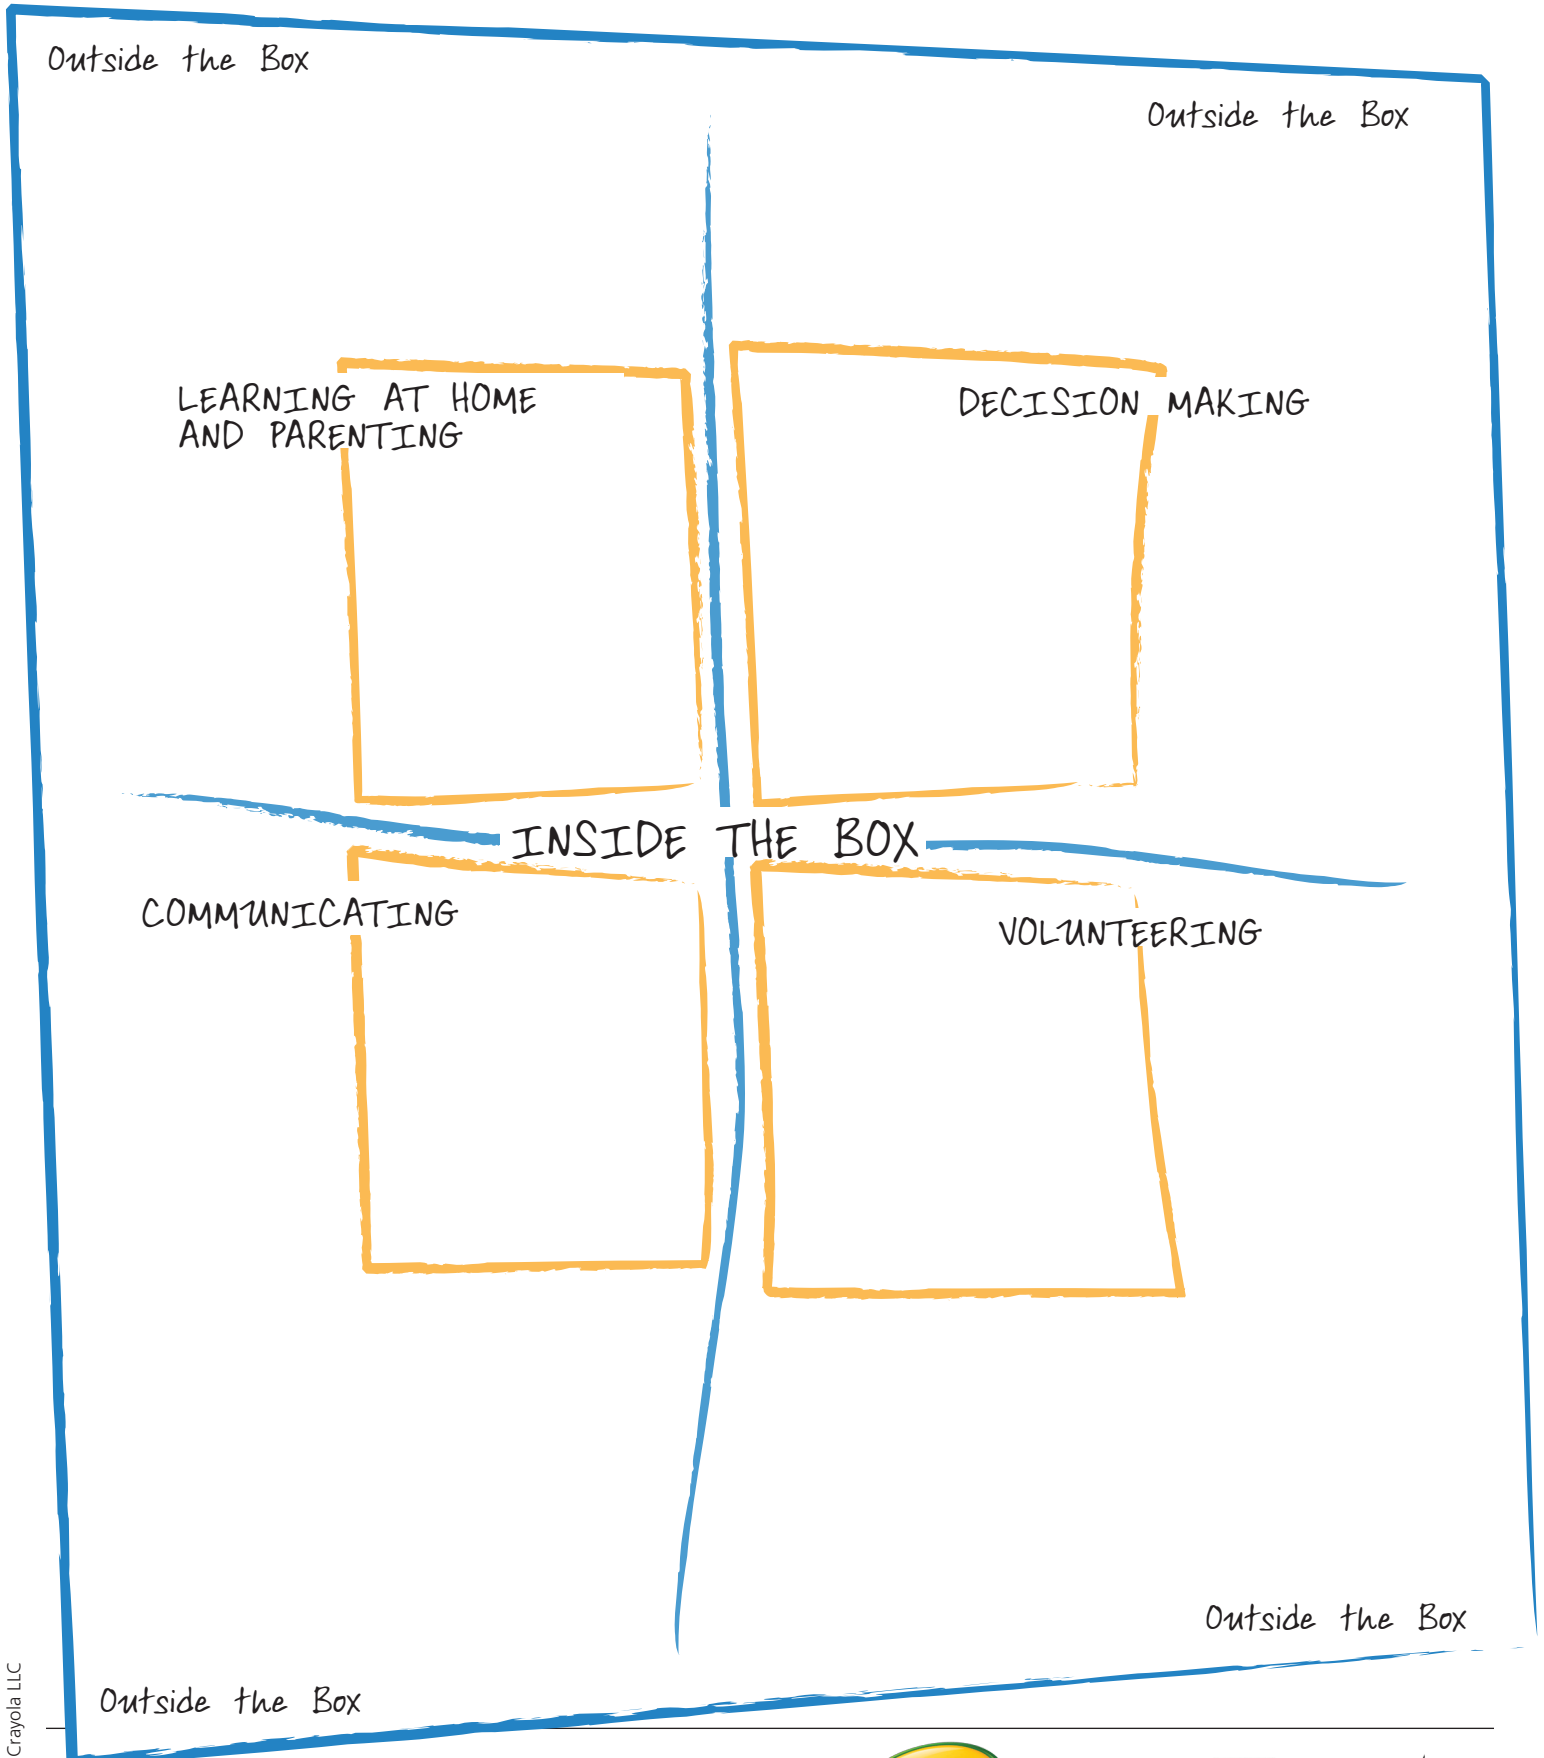 Outside the Box
Outside the Box
LEARNING AT HOME
AND PARENTING
DECISION MAKING
INSIDE THE BOX
COMMUNICATING
VOLUNTEERING
Outside the Box
Outside the Box
Crayola LLC